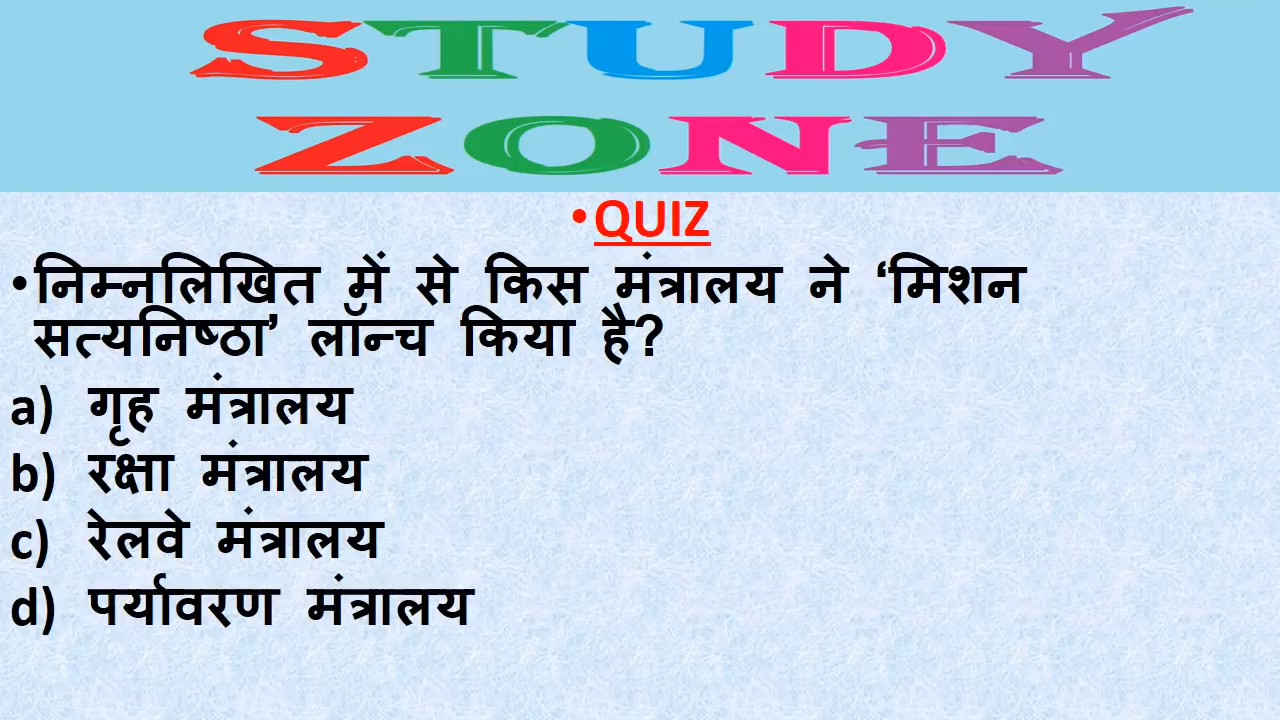 STUDY
ZONE
•QUIZ
•निम्नलिखित में से किस मंत्रालय ने ‘मिशन
सत्यनिष्ठा’ लॉन्च किया है?
a) गृह मंत्रालय
b) रक्षा मंत्रालय
c) रेलवे मंत्रालय
d) पर्यावरण मंत्रालय